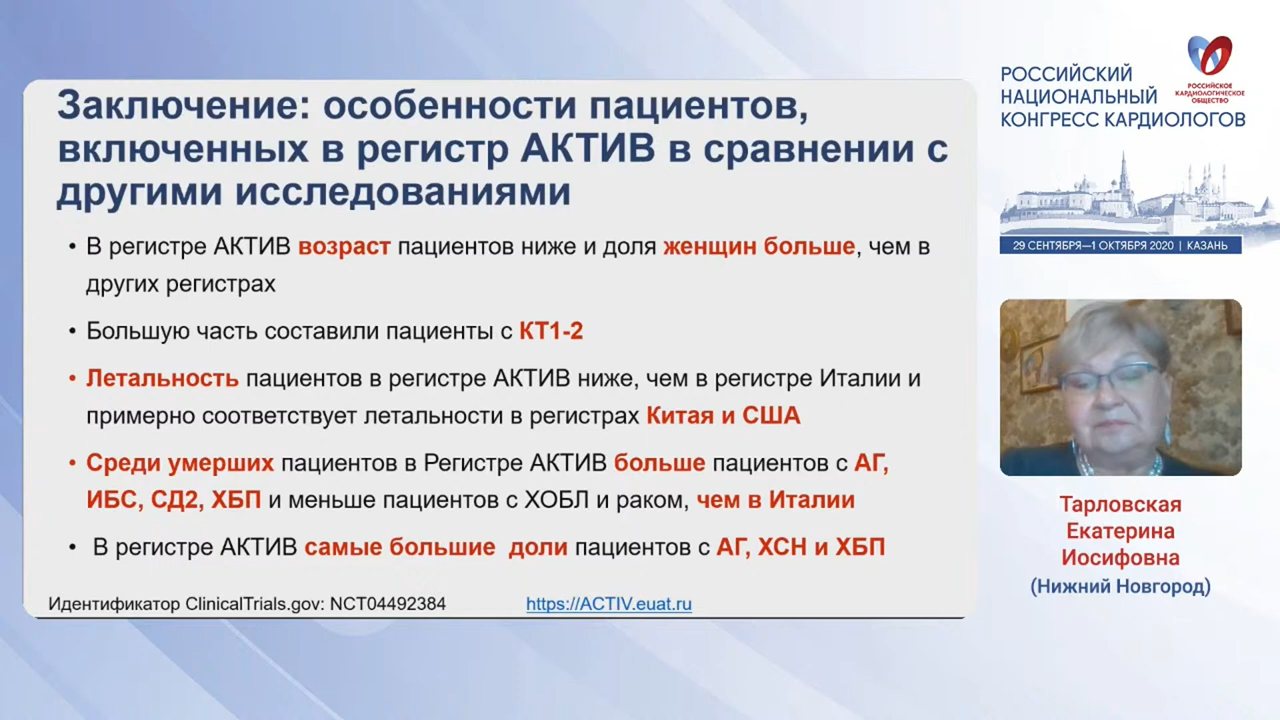 Заключение: особенности пациентов,
включенных в регистр АКТИВ в сравнении с
другими исследованиями
• В регистре АКТИВ возраст пациентов ниже и доля женщин больше, чем в
других регистрах
• Большую часть составили пациенты с КТ1-2
• Летальность пациентов в регистре АКТИВ ниже, чем в регистре Италии и
примерно соответствует летальности в регистрах Китая и США
• Среди умерших пациентов в Регистре АКТИВ больше пациентов с АГ,
ИБС, СД2, ХБП и меньше пациентов с ХОБЛ и раком, чем в Италии
• В регистре АКТИВ самые большие доли пациентов с АГ, ХСН и ХБП
Идентификатор ClinicalTrials.gov: NCT04492384 https://ACTIV.euat.ru
РОССИЙСКИЙ
НАЦИОНАЛЬНЫЙ
КОНГРЕСС КАРДИОЛОГОВ
РОССИЙСКОЕ
КАРДИОЛОГИЧЕСКОЕ
ОБЩЕСТВО
29 СЕНТЯБРЯ—1 ОКТЯБРЯ 2020 | КАЗАНЬ
Тарловская
Екатерина
Иосифовна
(Нижний Новгород)